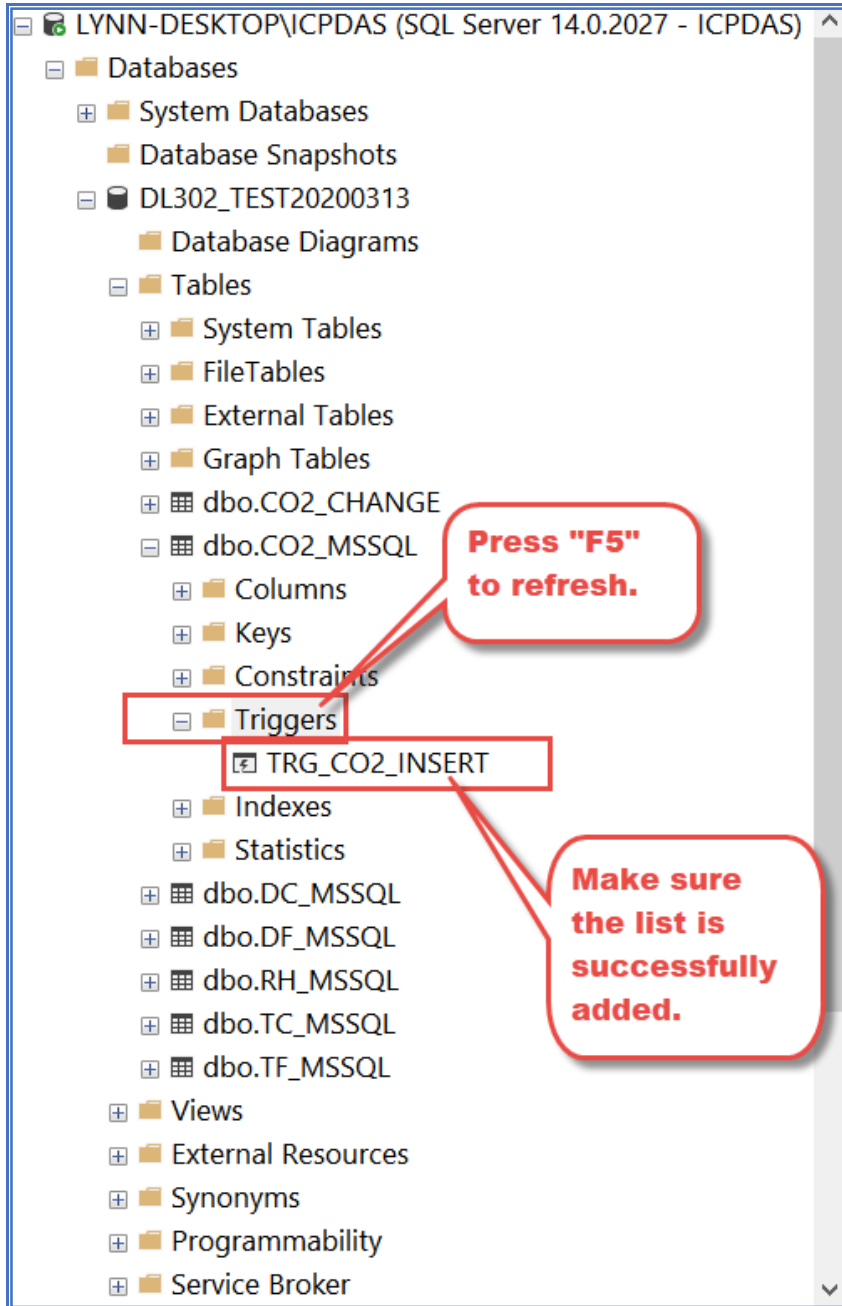 LYNN-DESKTOP\ICPDAS (SQL Server 14.0.2027 - ICPDAS)
Databases
System Databases
Database Snapshots
DL302_TEST20200313
Database Diagrams
Tables
System Tables
FileTables
External Tables
Graph Tables
dbo.CO2_CHANGE
dbo.CO2_MSSQL
Press "F5"
to refresh.
Columns
Keys
Constraints
Triggers
TRG_CO2_INSERT
Indexes
Statistics
Make sure
the list is
successfully
added.
dbo.DC_MSSQL
dbo.DF_MSSQL
dbo.RH_MSSQL
dbo.TC_MSSQL
dbo.TF_MSSQL
Views
External Resources
Synonyms
Programmability
Service Broker